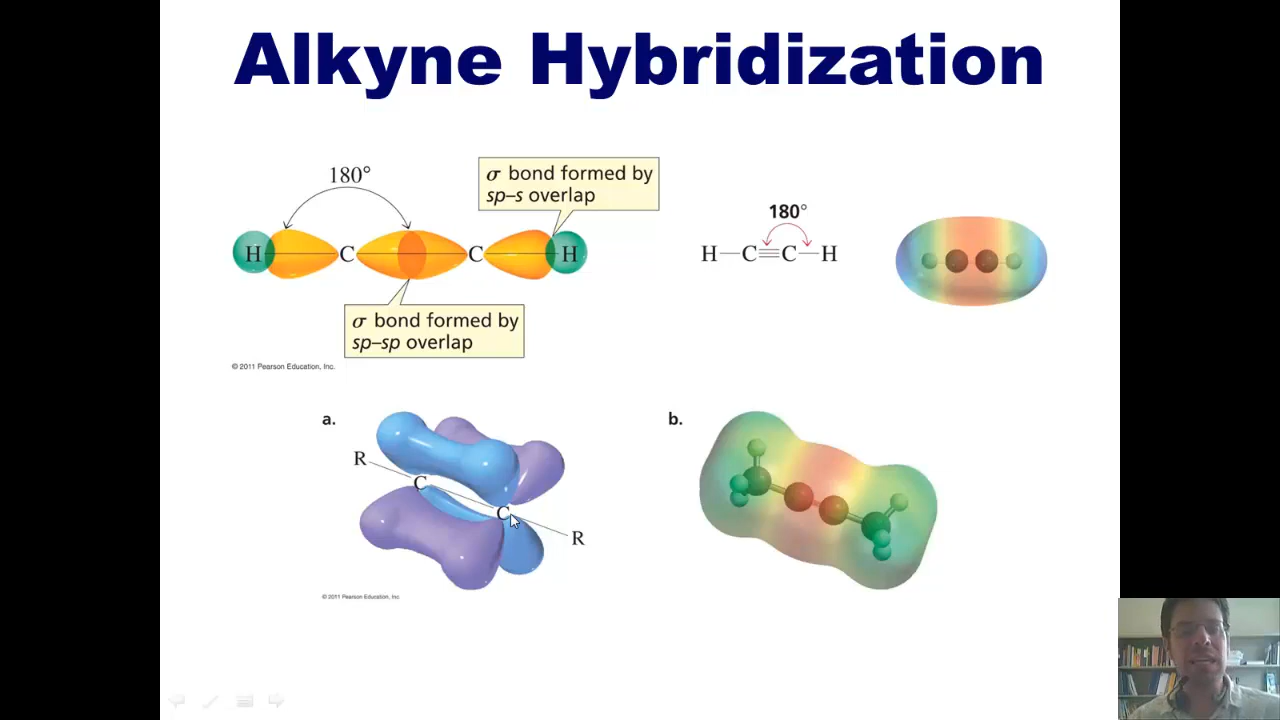 Alkyne Hybridization
180°
σ bond formed by
sp–s overlap
H C C H
σ bond formed by
sp–sp overlap
© 2011 Pearson Education, Inc.
180°
H—C≡C—H
a.
R
C
C
R
© 2011 Pearson Education, Inc.
b.